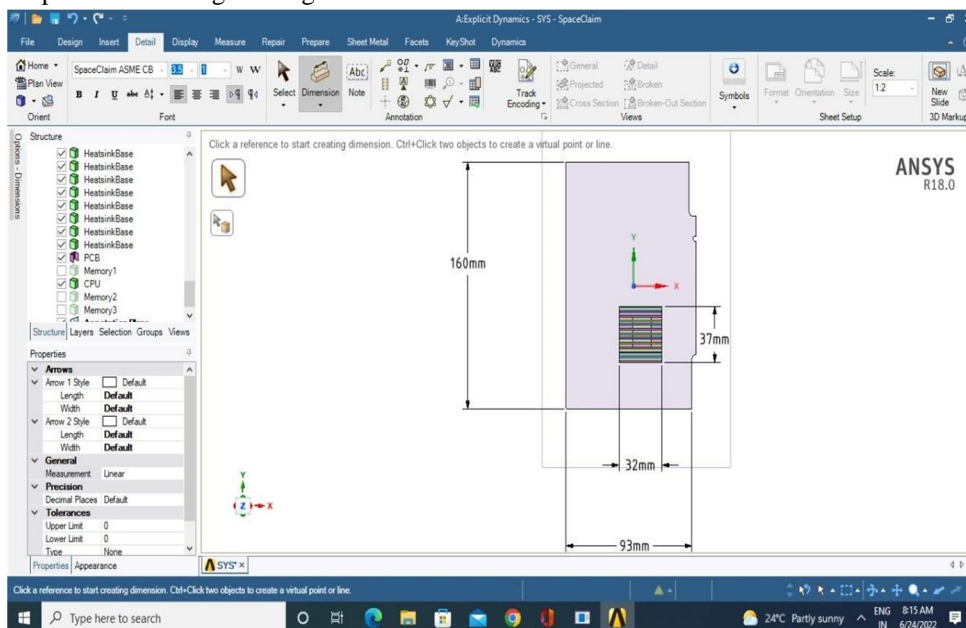 A:Explicit Dynamics - SYS - SpaceClaim
File Design Insert Detail Display Measure Repair Prepare Sheet Metal Facets KeyShot Dynamics
Home
Plan View
Orient
SpaceClaim ASME CB 3.5 1 W W
B I U abc
Font
Select
Dimension
Abc
Note
Annotation
Track
Encoding
General Detail
Projected Broken
Cross Section Broken-Out Section
Views
Symbols
Format Orientation Size
Scale:
1:2
Sheet Setup
New
Slide
3D Markup
Options - Dimensions
Structure
HeatsinkBase
HeatsinkBase
HeatsinkBase
HeatsinkBase
HeatsinkBase
HeatsinkBase
HeatsinkBase
HeatsinkBase
PCB
Memory1
CPU
Memory2
Memory3
Structure Layers Selection Groups Views
Properties
Arrows
Arrow 1 Style Default
Length Default
Width Default
Arrow 2 Style Default
Length Default
Width Default
General
Measurement Linear
Precision
Decimal Places Default
Tolerances
Upper Limit 0
Lower Limit 0
Type None
Properties Appearance
Click a reference to start creating dimension. Ctrl+Click two objects to create a virtual point or line.
ANSYS
R18.0
160mm
Y
X
37mm
32mm
93mm
Y
Z X
SYS*
Click a reference to start creating dimension. Ctrl+Click two objects to create a virtual point or line.
Type here to search
24°C Partly sunny
ENG
IN
8:15 AM
6/24/2022